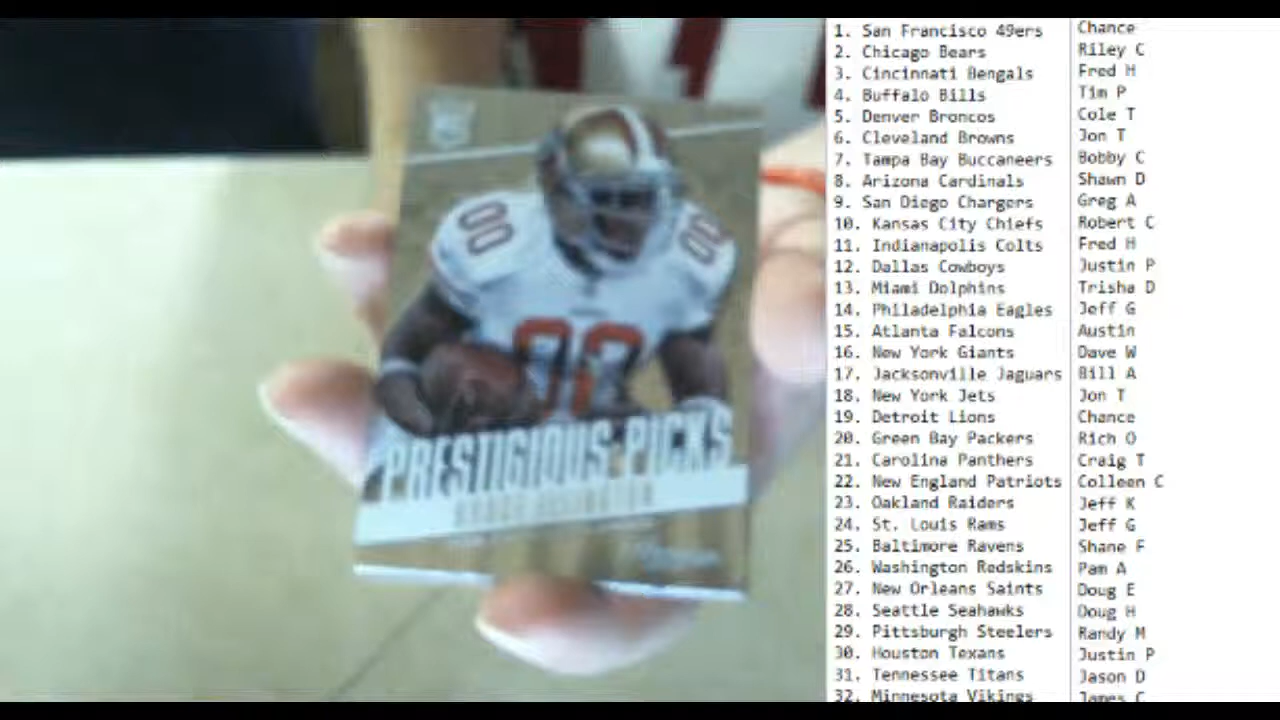 00
00
00
PRESTIGIOUS PICKS
1. San Francisco 49ers Chance
2. Chicago Bears Riley C
3. Cincinnati Bengals Fred H
4. Buffalo Bills Tim P
5. Denver Broncos Cole T
6. Cleveland Browns Jon T
7. Tampa Bay Buccaneers Bobby C
8. Arizona Cardinals Shawn D
9. San Diego Chargers Greg A
10. Kansas City Chiefs Robert C
11. Indianapolis Colts Fred H
12. Dallas Cowboys Justin P
13. Miami Dolphins Trisha D
14. Philadelphia Eagles Jeff G
15. Atlanta Falcons Austin
16. New York Giants Dave W
17. Jacksonville Jaguars Bill A
18. New York Jets Jon T
19. Detroit Lions Chance
20. Green Bay Packers Rich O
21. Carolina Panthers Craig T
22. New England Patriots Colleen C
23. Oakland Raiders Jeff K
24. St. Louis Rams Jeff G
25. Baltimore Ravens Shane F
26. Washington Redskins Pam A
27. New Orleans Saints Doug E
28. Seattle Seahawks Doug H
29. Pittsburgh Steelers Randy M
30. Houston Texans Justin P
31. Tennessee Titans Jason D
32. Minnesota Vikings James C